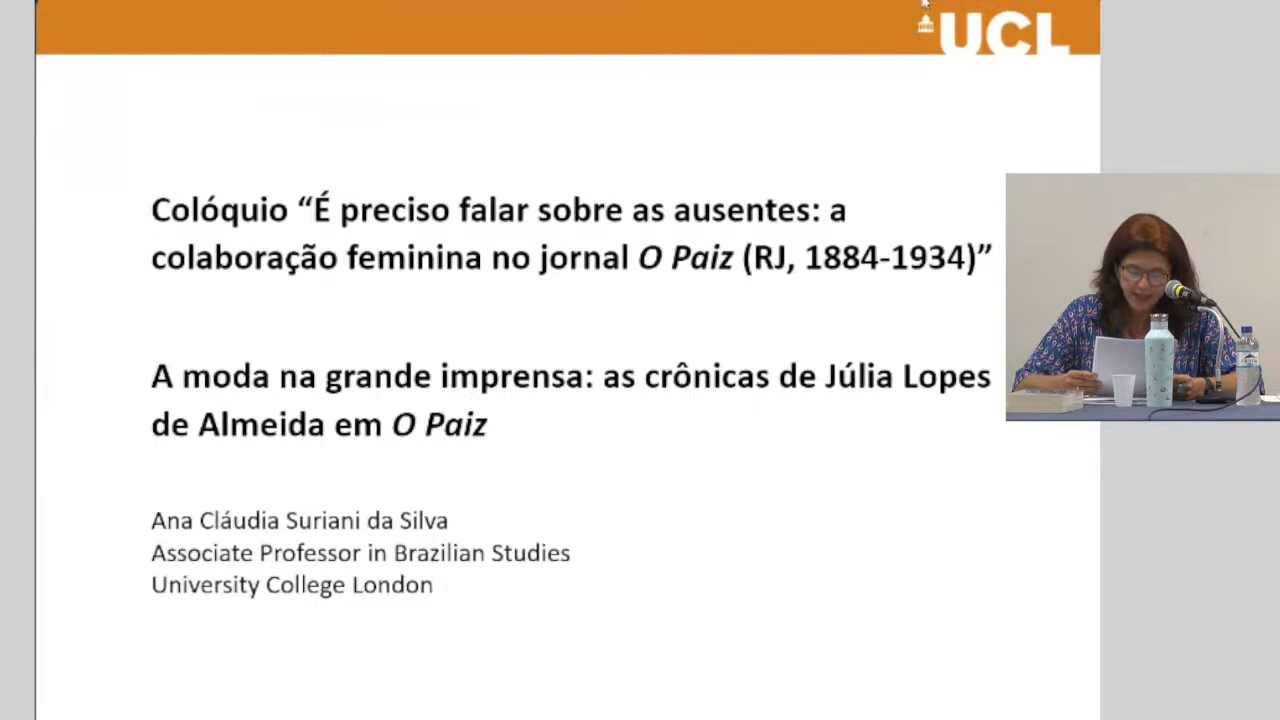 UCL
Colóquio “É preciso falar sobre as ausentes: a
colaboração feminina no jornal O Paiz (RJ, 1884-1934)”
A moda na grande imprensa: as crônicas de Júlia Lopes
de Almeida em O Paiz
Ana Cláudia Suriani da Silva
Associate Professor in Brazilian Studies
University College London